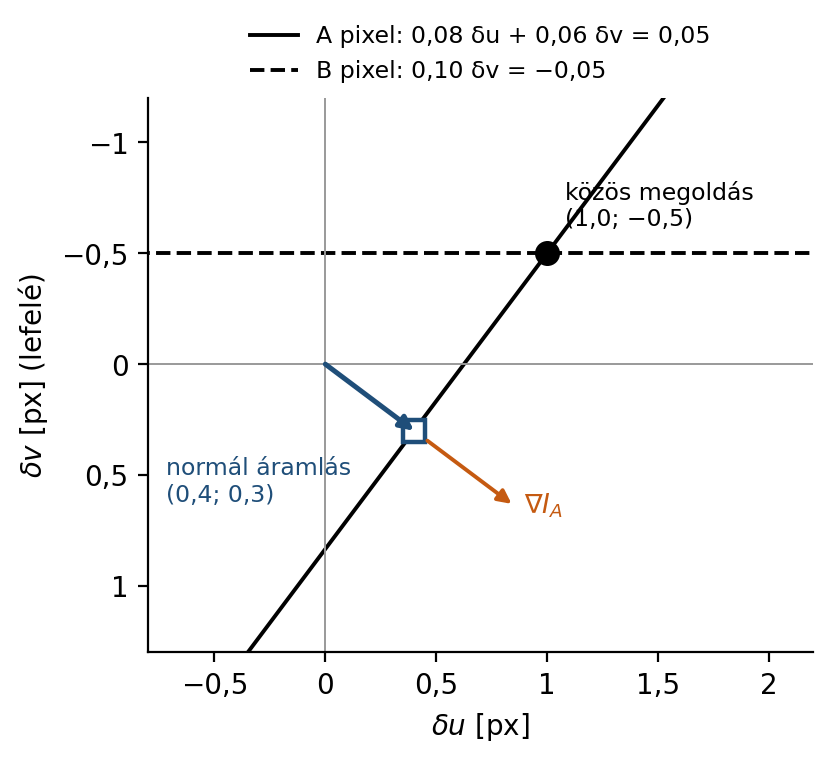 A pixel: 0,08 δu + 0,06 δv = 0,05
B pixel: 0,10 δv = −0,05
−1
−0,5
0
0,5
1
δv [px] (lefelé)
közös megoldás
(1,0; −0,5)
normál áramlás
(0,4; 0,3)
∇I_A
−0,5
0
0,5
1
1,5
2
δu [px]